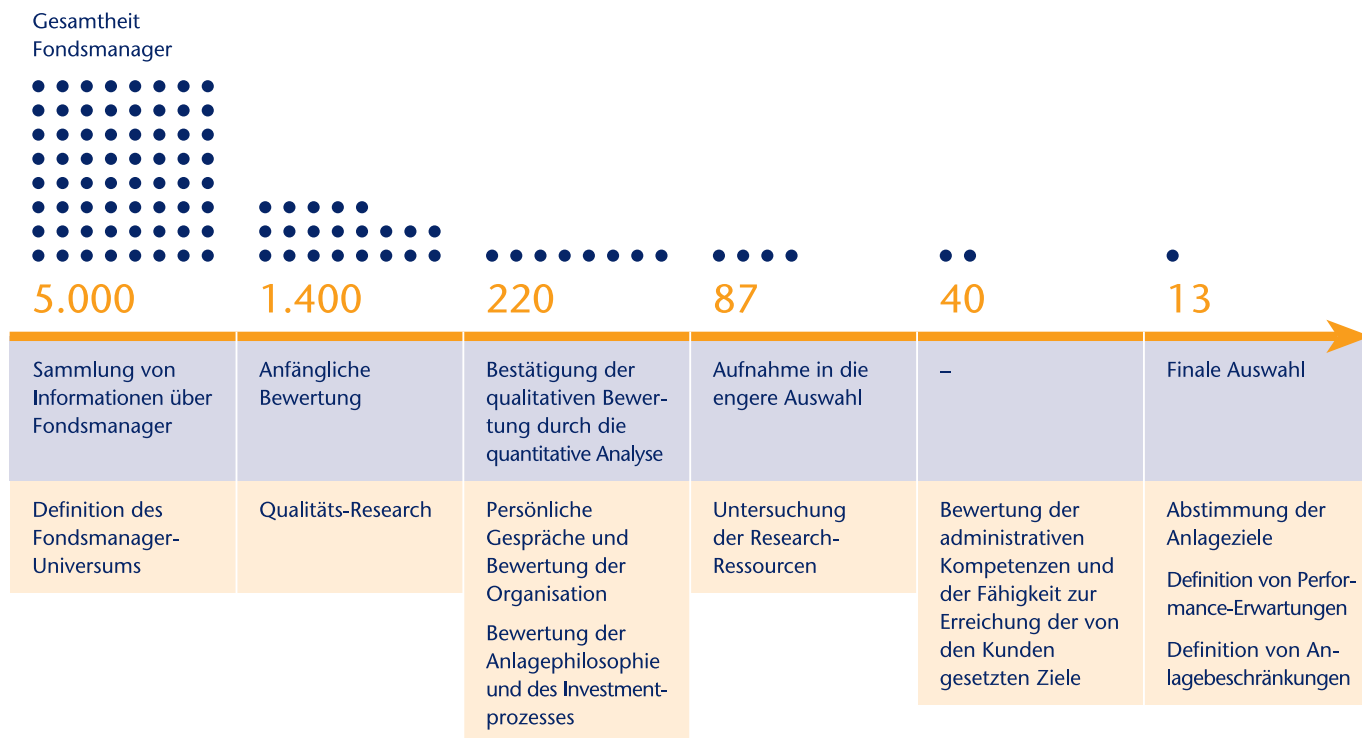 Gesamtheit
Fondsmanager
5.000
1.400
220
87
40
13
Sammlung von
Informationen über
Fondsmanager
Anfängliche
Bewertung
Bestätigung der
qualitativen Bewer-
tung durch die
quantitative Analyse
Aufnahme in die
engere Auswahl
–
Finale Auswahl
Definition des
Fondsmanager-
Universums
Qualitäts-Research
Persönliche
Gespräche und
Bewertung der
Organisation
Bewertung der
Anlagephilosophie
und des Investment-
prozesses
Untersuchung
der Research-
Ressourcen
Bewertung der
administrativen
Kompetenzen und
der Fähigkeit zur
Erreichung der von
den Kunden
gesetzten Ziele
Abstimmung der
Anlageziele
Definition von Perfor-
mance-Erwartungen
Definition von An-
lagebeschränkungen